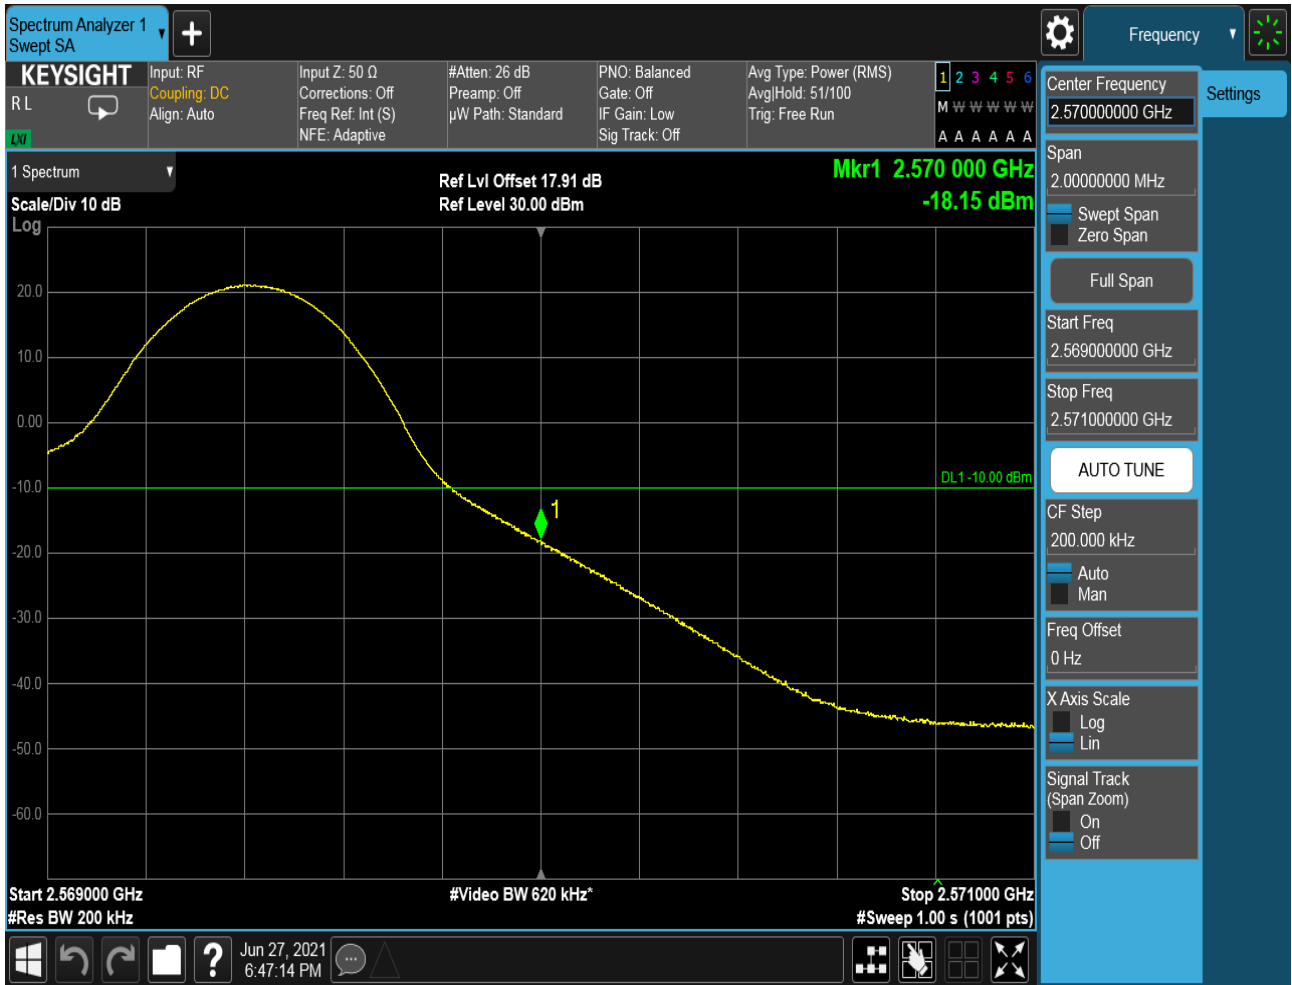 Spectrum Analyzer 1
Swept SA
Frequency
KEYSIGHT
R L
LXI
Input: RF
Coupling: DC
Align: Auto
Input Z: 50 Ω
Corrections: Off
Freq Ref: Int (S)
NFE: Adaptive
#Atten: 26 dB
Preamp: Off
µW Path: Standard
PNO: Balanced
Gate: Off
IF Gain: Low
Sig Track: Off
Avg Type: Power (RMS)
Avg|Hold: 51/100
Trig: Free Run
1 2 3 4 5 6
M W W W W W
A A A A A A
1 Spectrum
Scale/Div 10 dB
Log
Ref Lvl Offset 17.91 dB
Ref Level 30.00 dBm
Mkr1 2.570 000 GHz
-18.15 dBm
20.0
10.0
0.00
-10.0
-20.0
-30.0
-40.0
-50.0
-60.0
DL1 -10.00 dBm
1
Start 2.569000 GHz
#Res BW 200 kHz
#Video BW 620 kHz*
Stop 2.571000 GHz
#Sweep 1.00 s (1001 pts)
Jun 27, 2021
6:47:14 PM
Center Frequency
2.570000000 GHz
Settings
Span
2.00000000 MHz
Swept Span
Zero Span
Full Span
Start Freq
2.569000000 GHz
Stop Freq
2.571000000 GHz
AUTO TUNE
CF Step
200.000 kHz
Auto
Man
Freq Offset
0 Hz
X Axis Scale
Log
Lin
Signal Track
(Span Zoom)
On
Off